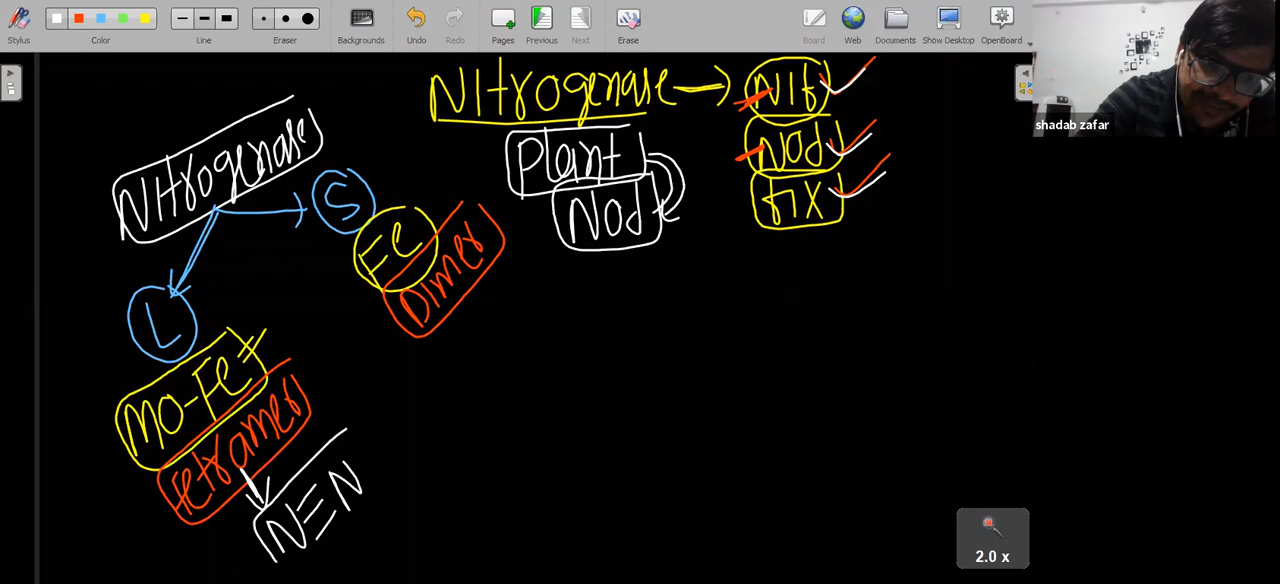 Stylus
Color
Line
Eraser
Backgrounds
Undo
Redo
Pages
Previous
Next
Erase
Board
Web
Documents
Show Desktop
OpenBoard
shadab zafar
NItrogenase → NIf
Plant
Nod
Nod
fIX
NItrogenase
S
Fe
Dimer
L
MO-Fe
Tetramer
N≡N
2.0 x